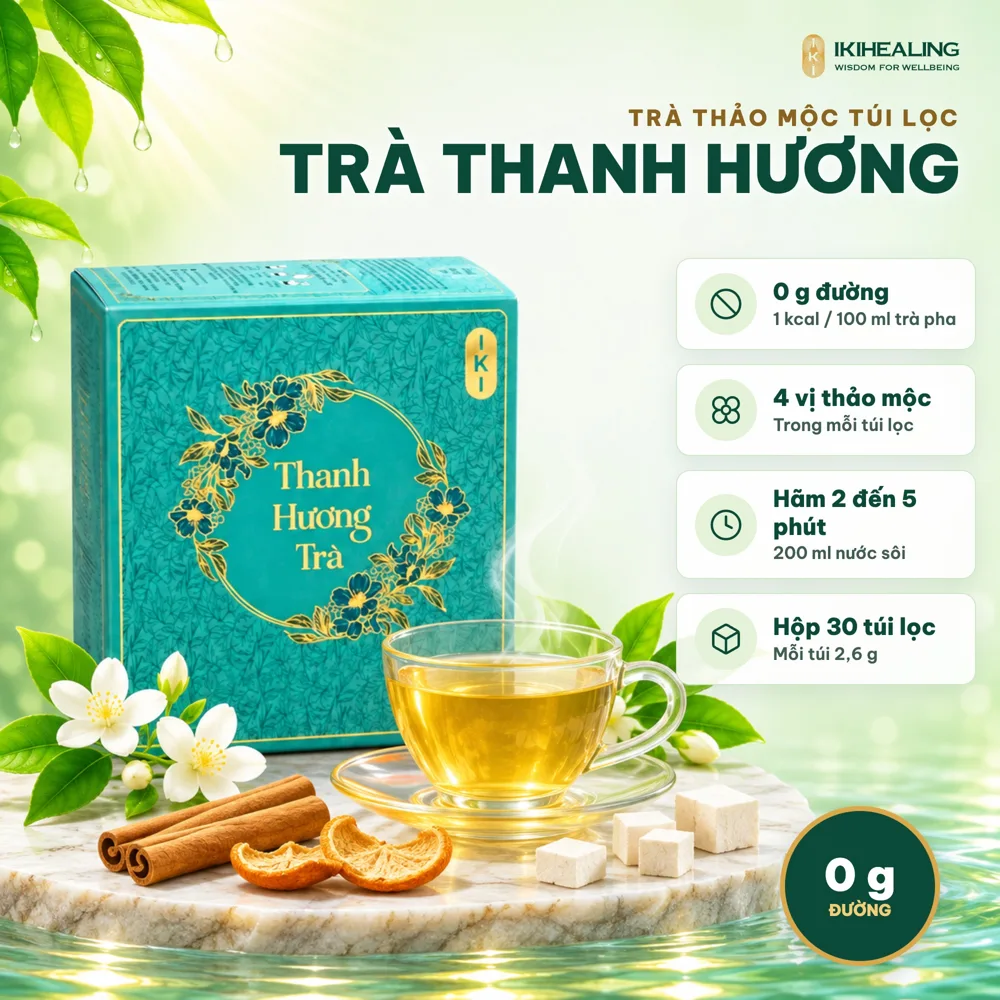 IKI
IKIHEALING
WISDOM FOR WELLBEING
TRÀ THẢO MỘC TÚI LỌC
TRÀ THANH HƯƠNG
IKI
Thanh
Hương
Trà
0 g đường
1 kcal / 100 ml trà pha
4 vị thảo mộc
Trong mỗi túi lọc
Hãm 2 đến 5
phút
200 ml nước sôi
Hộp 30 túi lọc
Mỗi túi 2,6 g
0 g
ĐƯỜNG